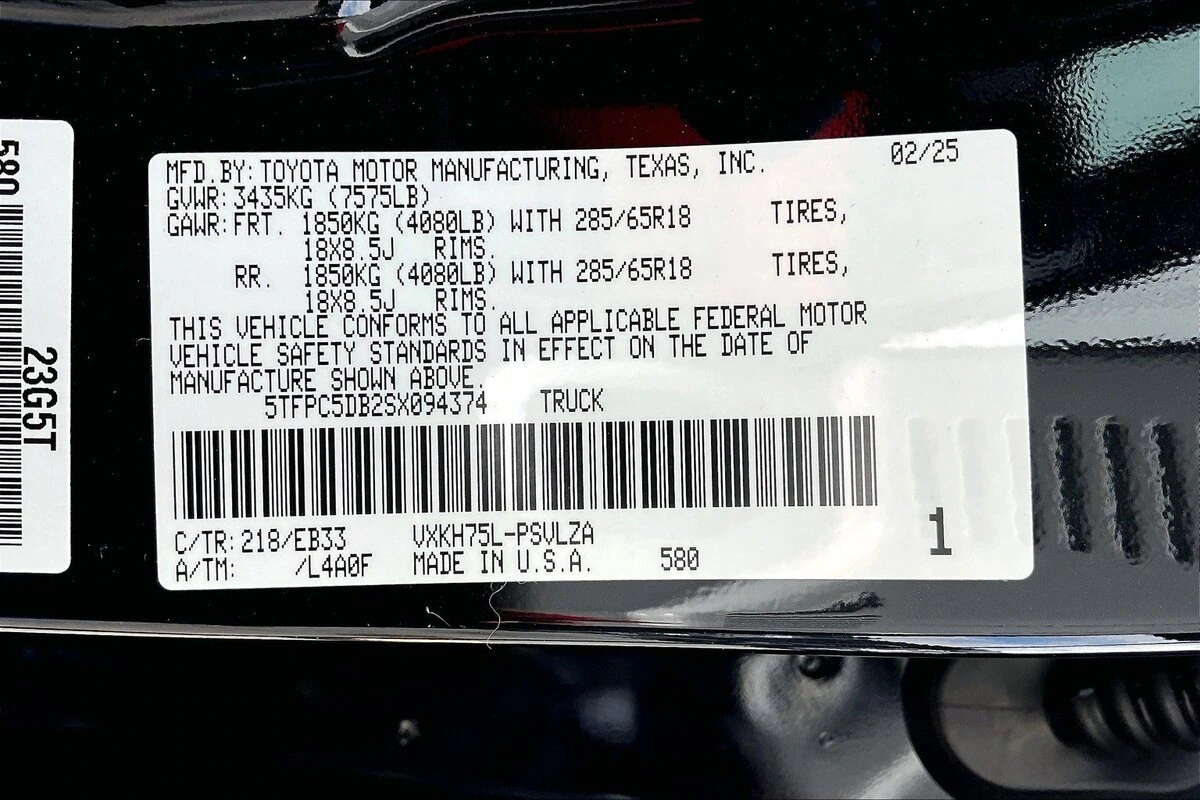 MFD.BY:TOYOTA MOTOR MANUFACTURING, TEXAS, INC. 02/25
GVWR:3435KG (7575LB)
GAWR:FRT. 1850KG (4080LB) WITH 285/65R18 TIRES,
18X8.5J RIMS.
RR. 1850KG (4080LB) WITH 285/65R18 TIRES,
18X8.5J RIMS.
THIS VEHICLE CONFORMS TO ALL APPLICABLE FEDERAL MOTOR
VEHICLE SAFETY STANDARDS IN EFFECT ON THE DATE OF
MANUFACTURE SHOWN ABOVE.
5TFPC5DB2SX094374 TRUCK
C/TR:218/EB33 VXKH75L-PSVLZA
A/TM: /L4A0F MADE IN U.S.A. 580
1
580
23G5T